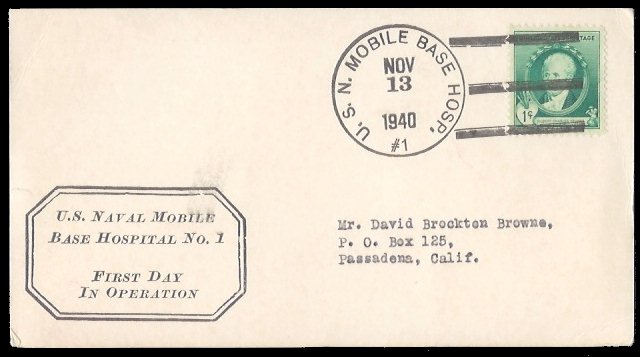 U. S. N. MOBILE BASE HOSP.
NOV
13
1940
#1
1¢
U.S. NAVAL MOBILE
BASE HOSPITAL No. 1
FIRST DAY
IN OPERATION
Mr. David Brockton Browne,
P. O. Box 125,
Passadena, Calif.